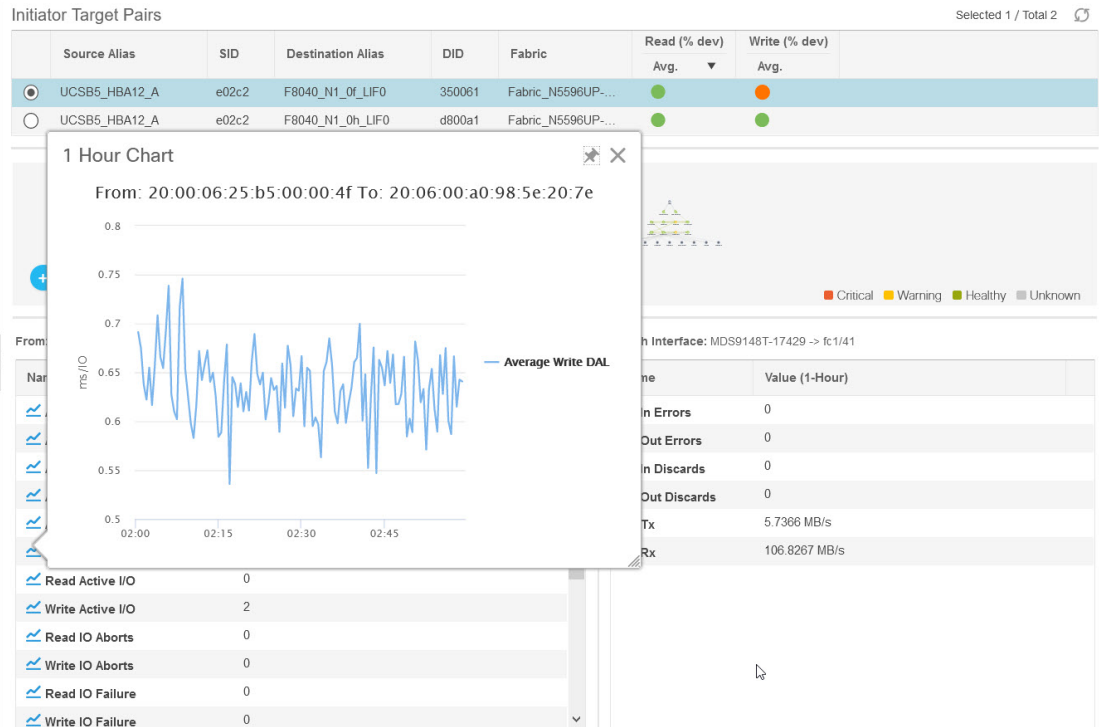 Initiator Target Pairs
Selected 1 / Total 2
Source Alias SID Destination Alias DID Fabric Read (% dev) Write (% dev)
Avg. ▼ Avg.
UCSB5_HBA12_A e02c2 F8040_N1_0f_LIF0 350061 Fabric_N5596UP-...
UCSB5_HBA12_A e02c2 F8040_N1_0h_LIF0 d800a1 Fabric_N5596UP-...
1 Hour Chart
From: 20:00:06:25:b5:00:00:4f To: 20:06:00:a0:98:5e:20:7e
0.8
0.75
0.7
0.65
0.6
0.55
0.5
ms/IO
02:00 02:15 02:30 02:45
Average Write DAL
Critical Warning Healthy Unknown
From:
h Interface: MDS9148T-17429 -> fc1/41
Nar
me Value (1-Hour)
In Errors 0
Out Errors 0
In Discards 0
Out Discards 0
Tx 5.7366 MB/s
Rx 106.8267 MB/s
Read Active I/O 0
Write Active I/O 2
Read IO Aborts 0
Write IO Aborts 0
Read IO Failure 0
Write IO Failure 0